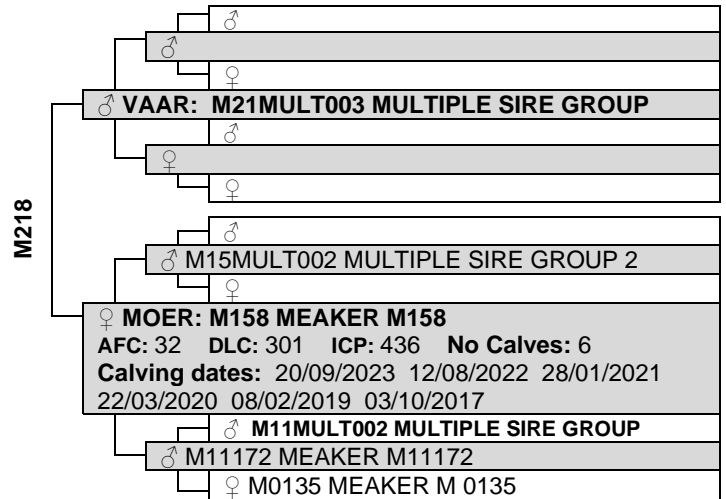 ♂
♂
♀
♂ VAAR: M21MULT003 MULTIPLE SIRE GROUP
♂
♀
♀
M218
♂
♂ M15MULT002 MULTIPLE SIRE GROUP 2
♀
♀ MOER: M158 MEAKER M158
AFC: 32 DLC: 301 ICP: 436 No Calves: 6
Calving dates: 20/09/2023 12/08/2022 28/01/2021
22/03/2020 08/02/2019 03/10/2017
♂ M11MULT002 MULTIPLE SIRE GROUP
♂ M11172 MEAKER M11172
♀ M0135 MEAKER M 0135